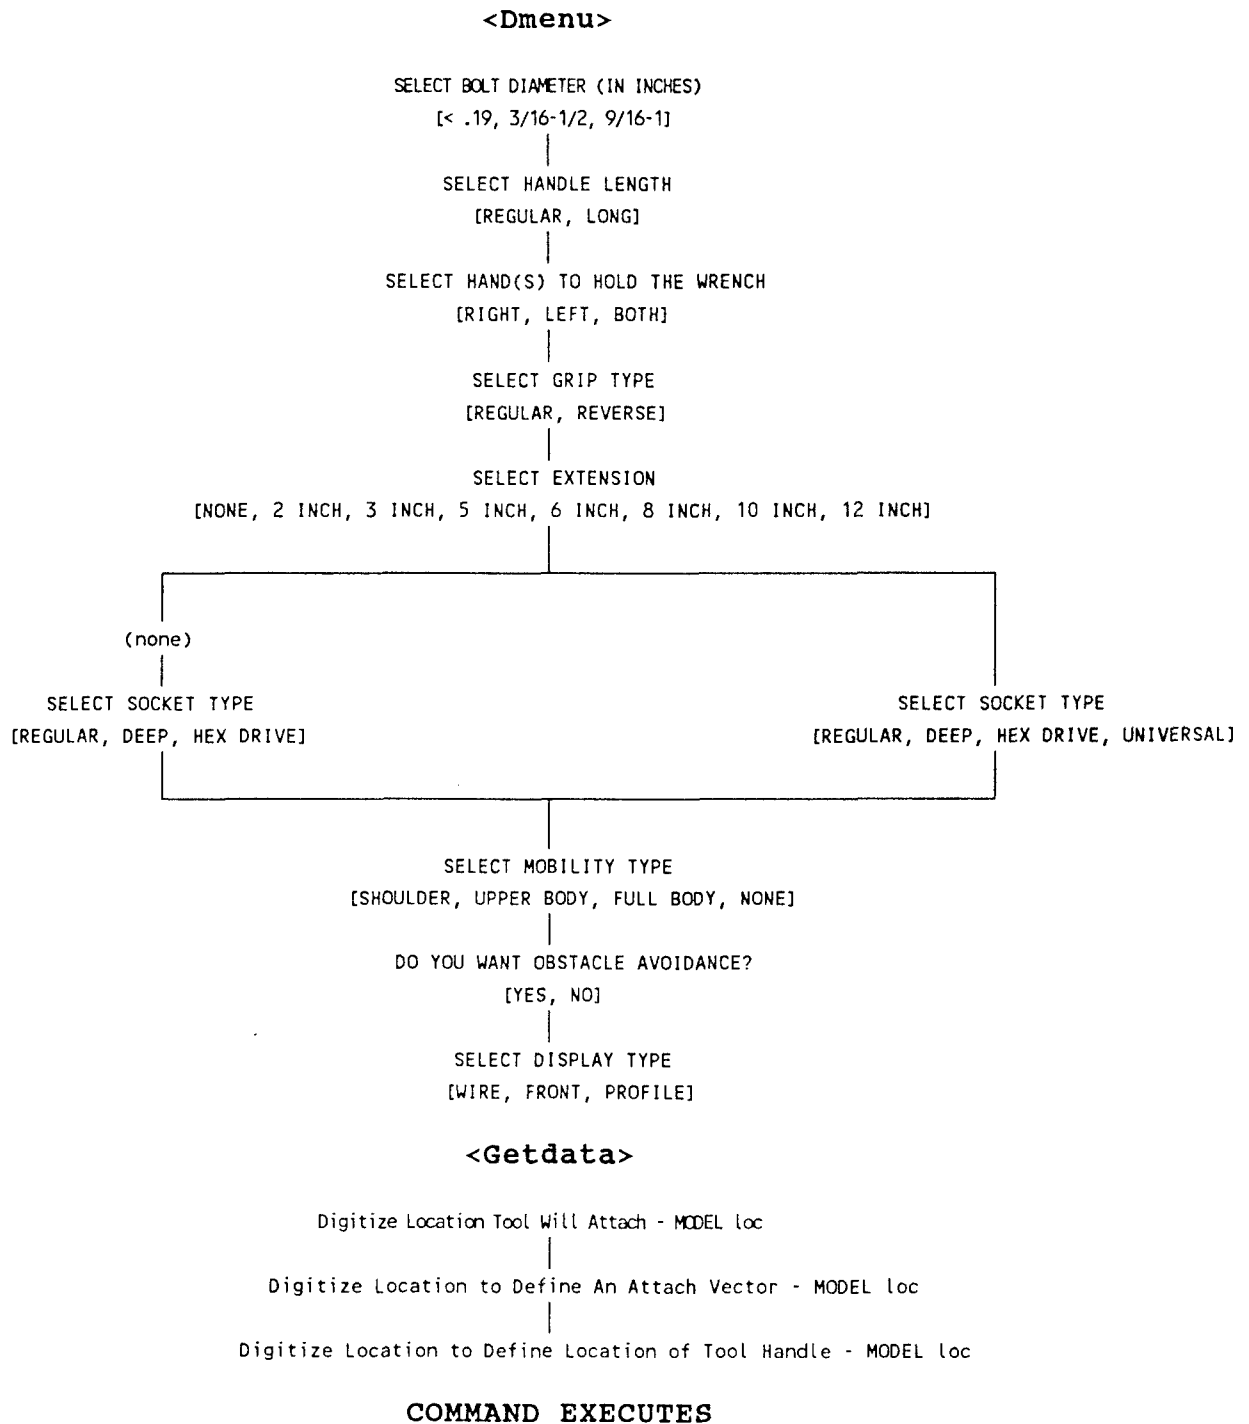 <Dmenu>
SELECT BOLT DIAMETER (IN INCHES)
[< .19, 3/16-1/2, 9/16-1]
SELECT HANDLE LENGTH
[REGULAR, LONG]
SELECT HAND(S) TO HOLD THE WRENCH
[RIGHT, LEFT, BOTH]
SELECT GRIP TYPE
[REGULAR, REVERSE]
SELECT EXTENSION
[NONE, 2 INCH, 3 INCH, 5 INCH, 6 INCH, 8 INCH, 10 INCH, 12 INCH]
(none)
SELECT SOCKET TYPE
[REGULAR, DEEP, HEX DRIVE]
SELECT SOCKET TYPE
[REGULAR, DEEP, HEX DRIVE, UNIVERSAL]
SELECT MOBILITY TYPE
[SHOULDER, UPPER BODY, FULL BODY, NONE]
DO YOU WANT OBSTACLE AVOIDANCE?
[YES, NO]
SELECT DISPLAY TYPE
[WIRE, FRONT, PROFILE]
<Getdata>
Digitize Location Tool Will Attach - MODEL loc
Digitize Location to Define An Attach Vector - MODEL loc
Digitize Location to Define Location of Tool Handle - MODEL loc
COMMAND EXECUTES